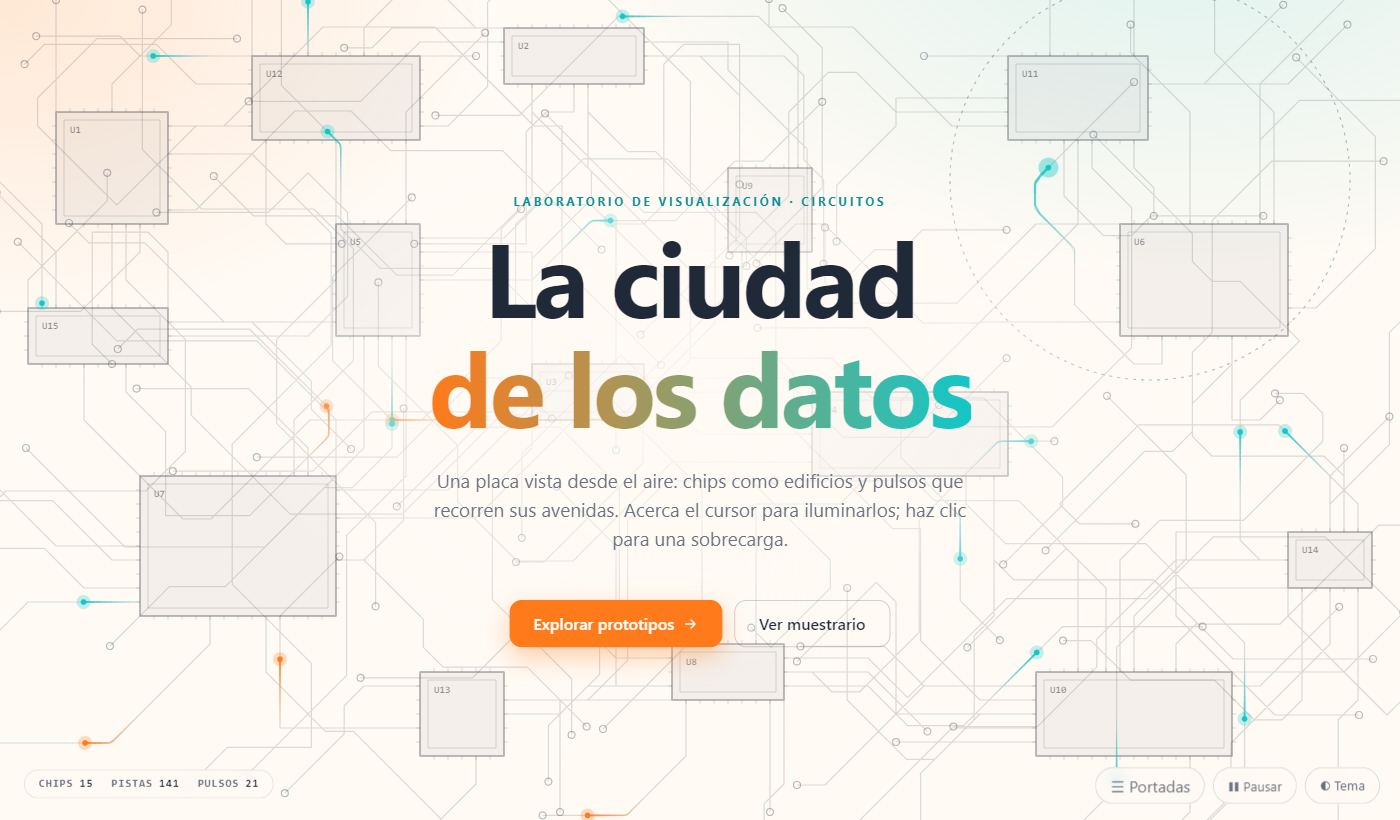 U2
U12
U11
U1
U9
LABORATORIO DE VISUALIZACIÓN · CIRCUITOS
U5
U6
La ciudad
U15
de los datos
U3
Una placa vista desde el aire: chips como edificios y pulsos que
recorren sus avenidas. Acerca el cursor para iluminarlos; haz clic
para una sobrecarga.
U7
U14
Explorar prototipos →
Ver muestrario
U8
U13
U10
CHIPS 15 PISTAS 141 PULSOS 21
☰ Portadas
Pausar
Tema